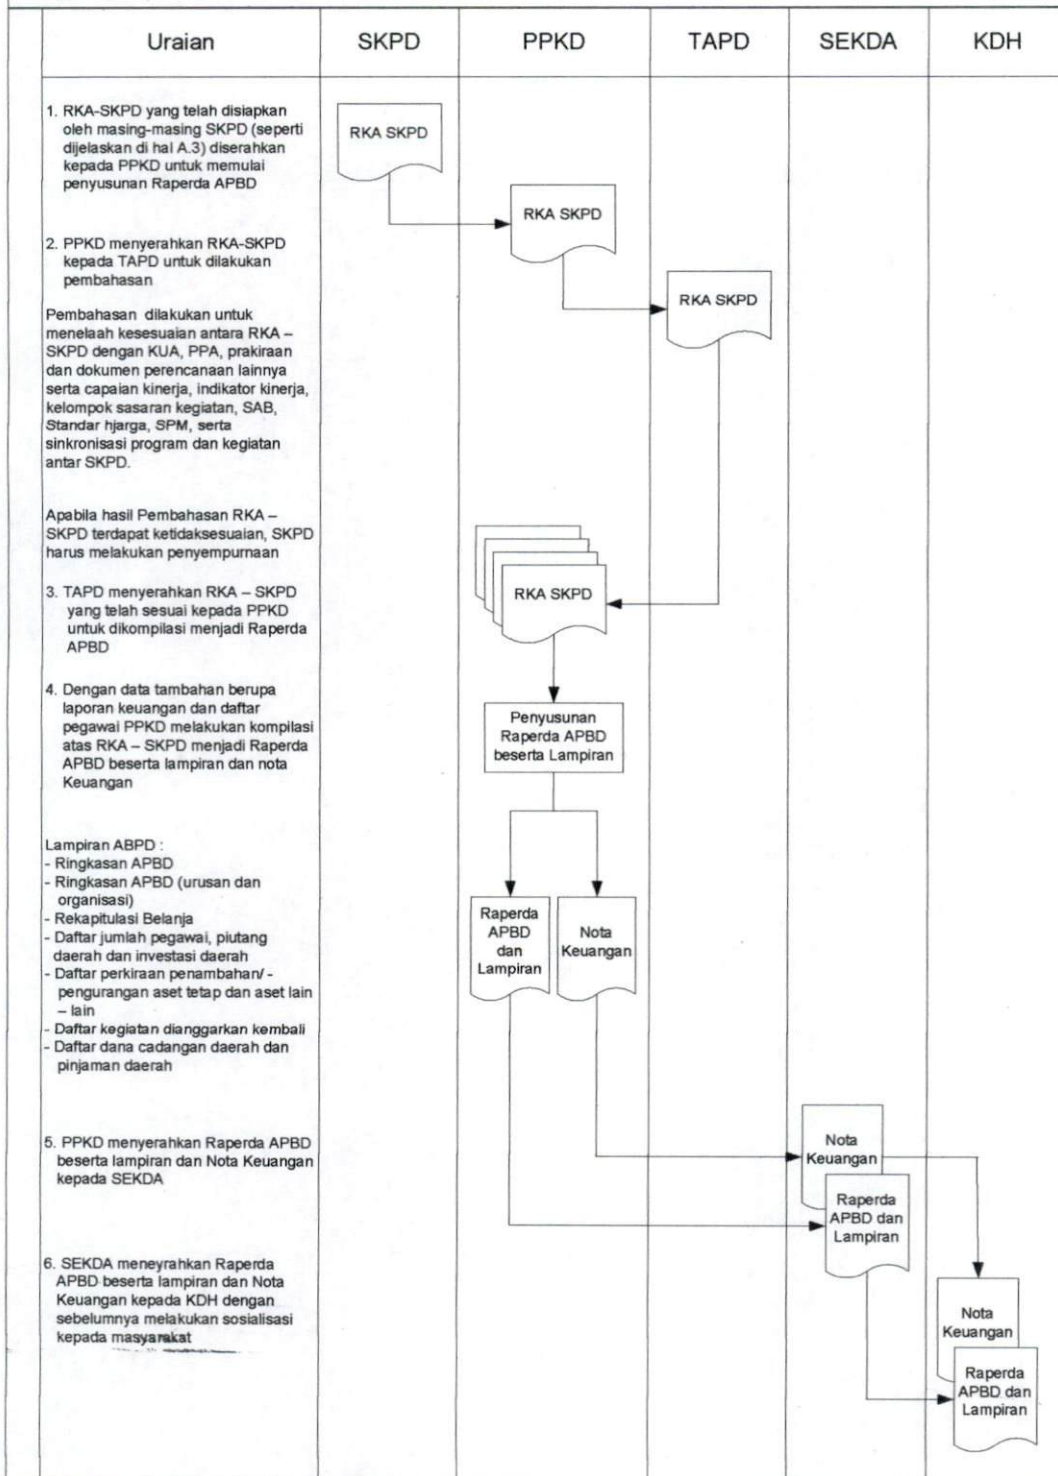 Uraian
SKPD
PPKD
TAPD
SEKDA
KDH
1. RKA-SKPD yang telah disiapkan
oleh masing-masing SKPD (seperti
dijelaskan di hal A.3) diserahkan
kepada PPKD untuk memulai
penyusunan Raperda APBD
RKA SKPD
RKA SKPD
2. PPKD menyerahkan RKA-SKPD
kepada TAPD untuk dilakukan
pembahasan
RKA SKPD
Pembahasan dilakukan untuk
menelaah kesesuaian antara RKA –
SKPD dengan KUA, PPA, prakiraan
dan dokumen perencanaan lainnya
serta capaian kinerja, indikator kinerja,
kelompok sasaran kegiatan, SAB,
Standar hjarga, SPM, serta
sinkronisasi program dan kegiatan
antar SKPD.
Apabila hasil Pembahasan RKA –
SKPD terdapat ketidaksesuaian, SKPD
harus melakukan penyempurnaan
3. TAPD menyerahkan RKA – SKPD
yang telah sesuai kepada PPKD
untuk dikompilasi menjadi Raperda
APBD
RKA SKPD
4. Dengan data tambahan berupa
laporan keuangan dan daftar
pegawai PPKD melakukan kompilasi
atas RKA – SKPD menjadi Raperda
APBD beserta lampiran dan nota
Keuangan
Penyusunan
Raperda APBD
beserta Lampiran
Lampiran ABPD :
- Ringkasan APBD
- Ringkasan APBD (urusan dan
organisasi)
- Rekapitulasi Belanja
- Daftar jumlah pegawai, piutang
daerah dan investasi daerah
- Daftar perkiraan penambahan/ -
pengurangan aset tetap dan aset lain
– lain
- Daftar kegiatan dianggarkan kembali
- Daftar dana cadangan daerah dan
pinjaman daerah
Raperda
APBD
dan
Lampiran
Nota
Keuangan
5. PPKD menyerahkan Raperda APBD
beserta lampiran dan Nota Keuangan
kepada SEKDA
Nota
Keuangan
Raperda
APBD dan
Lampiran
6. SEKDA meneyrahkan Raperda
APBD beserta lampiran dan Nota
Keuangan kepada KDH dengan
sebelumnya melakukan sosialisasi
kepada masyarakat
Nota
Keuangan
Raperda
APBD dan
Lampiran